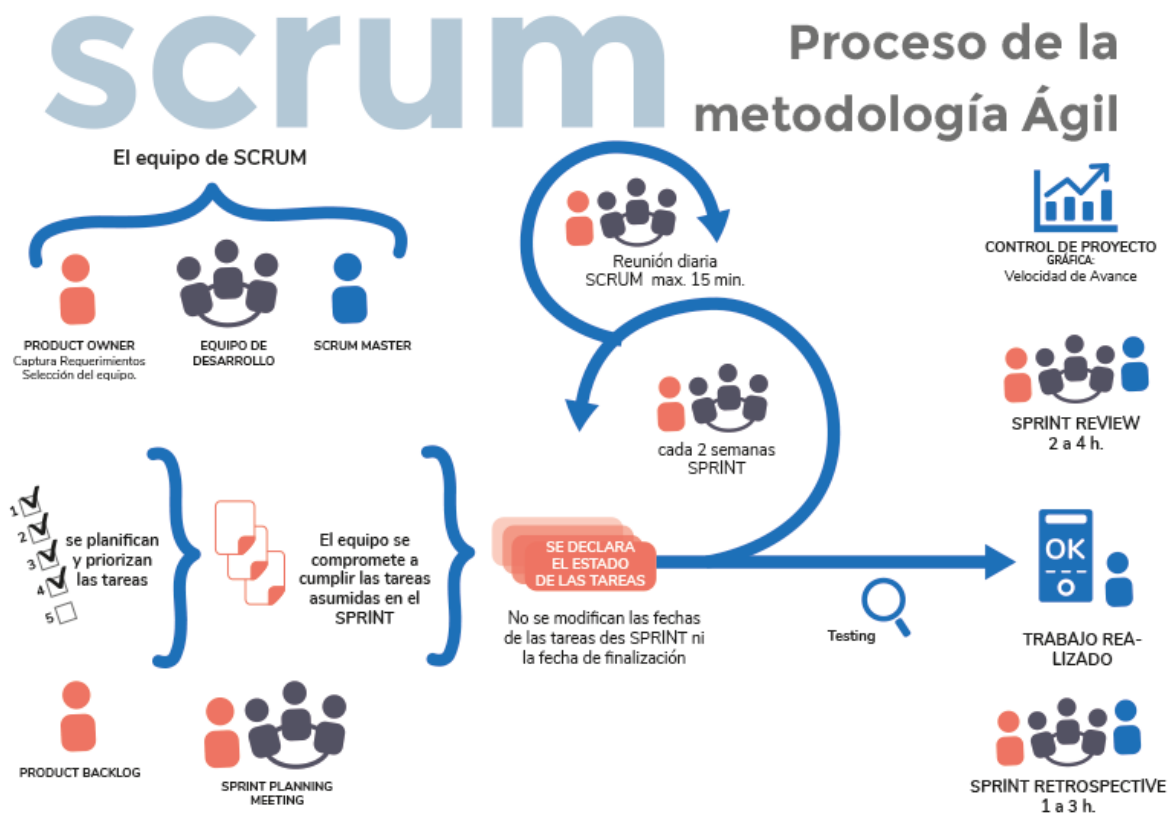 scrum
Proceso de la
metodología Ágil
El equipo de SCRUM
PRODUCT OWNER
Captura Requerimientos
Selección del equipo.
EQUIPO DE
DESARROLLO
SCRUM MASTER
Reunión diaria
SCRUM max. 15 min.
CONTROL DE PROYECTO
GRÁFICA:
Velocidad de Avance
cada 2 semanas
SPRINT
SPRINT REVIEW
2 a 4 h.
1
2
3
4
5
se planifican
y priorizan
las tareas
El equipo se
compromete a
cumplir las tareas
asumidas en el
SPRINT
SE DECLARA
EL ESTADO
DE LAS TAREAS
No se modifican las fechas
de las tareas des SPRINT ni
la fecha de finalización
Testing
OK
TRABAJO REA-
LIZADO
PRODUCT BACKLOG
SPRINT PLANNING
MEETING
SPRINT RETROSPECTIVE
1 a 3 h.